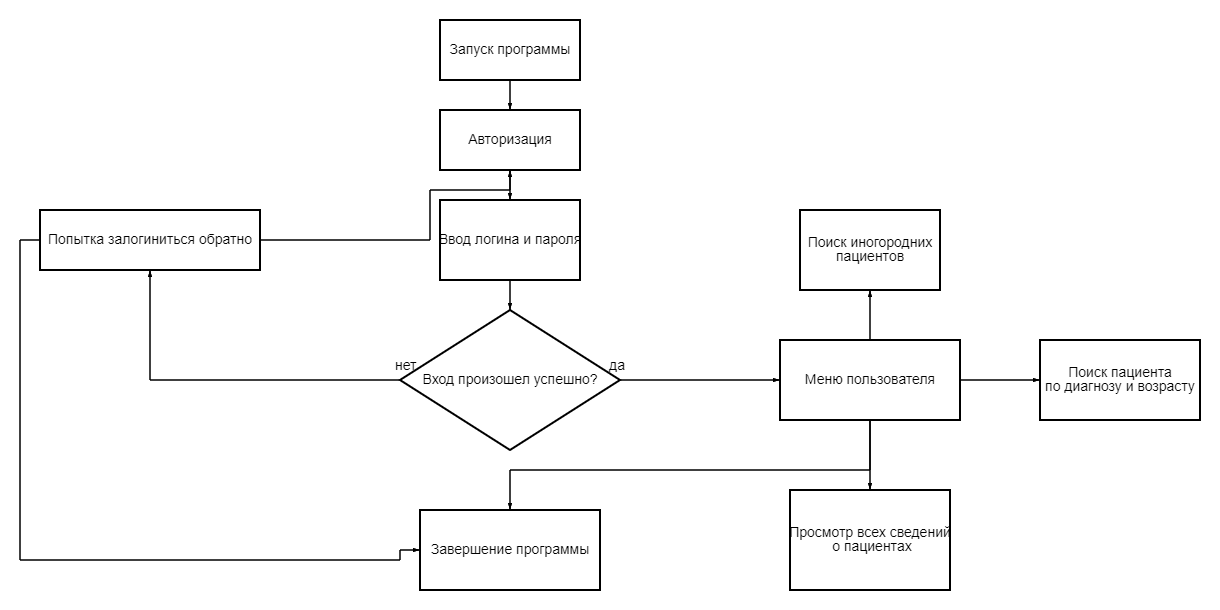 Запуск программы
Авторизация
Попытка залогиниться обратно
Ввод логина и пароля
Поиск иногородних
пациентов
нет
Вход произошел успешно?
да
Меню пользователя
Поиск пациента
по диагнозу и возрасту
Завершение программы
Просмотр всех сведений
о пациентах